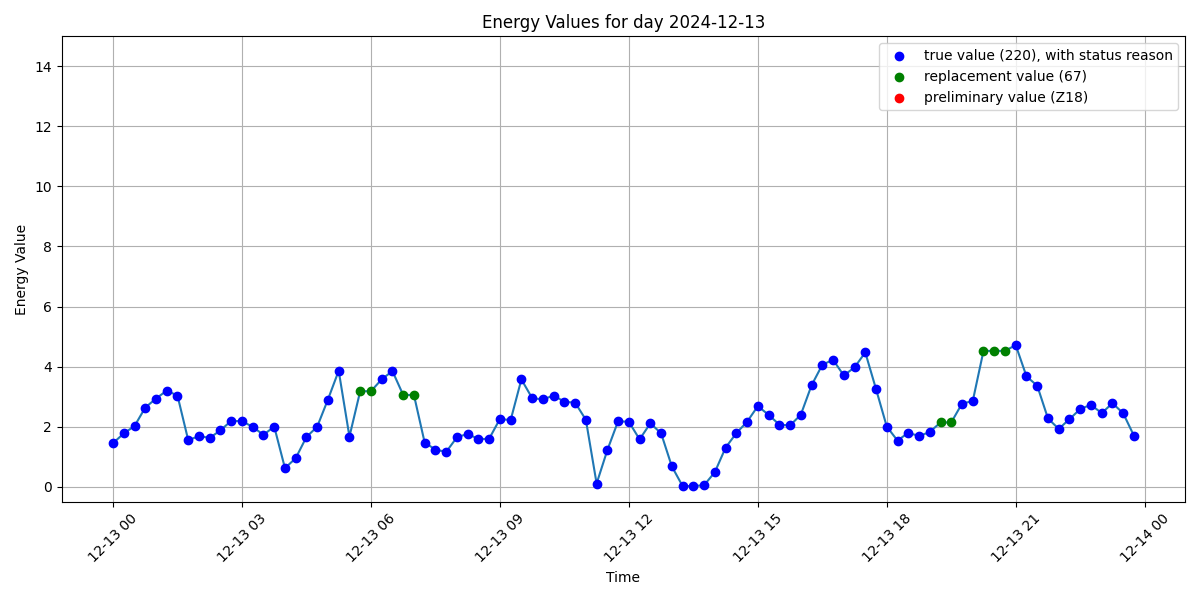 Energy Values for day 2024-12-13
true value (220), with status reason
replacement value (67)
preliminary value (Z18)
Energy Value
14
12
10
8
6
4
2
0
12-13 00
12-13 03
12-13 06
12-13 09
12-13 12
12-13 15
12-13 18
12-13 21
12-14 00
Time